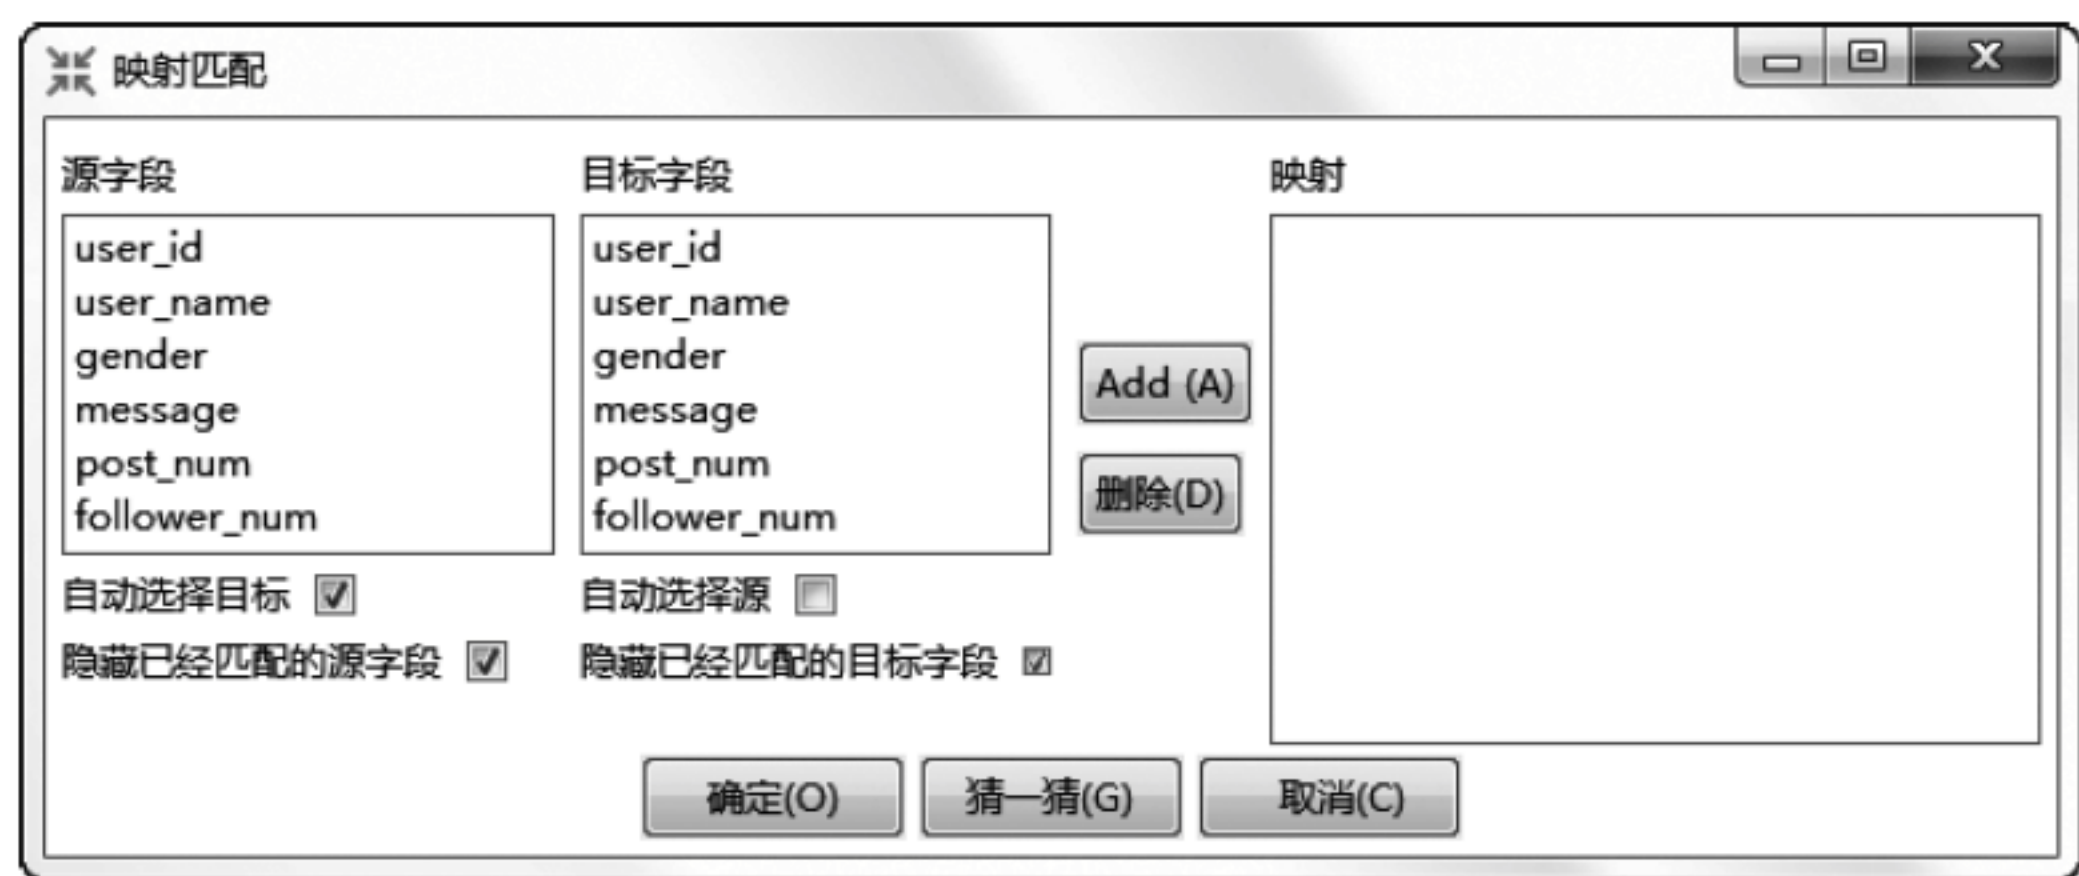 映射匹配
源字段
目标字段
映射
user_id
user_name
gender
message
post_num
follower_num
user_id
user_name
gender
message
post_num
follower_num
Add (A)
删除(D)
自动选择目标
自动选择源
隐藏已经匹配的源字段
隐藏已经匹配的目标字段
确定(O)
猜一猜(G)
取消(C)